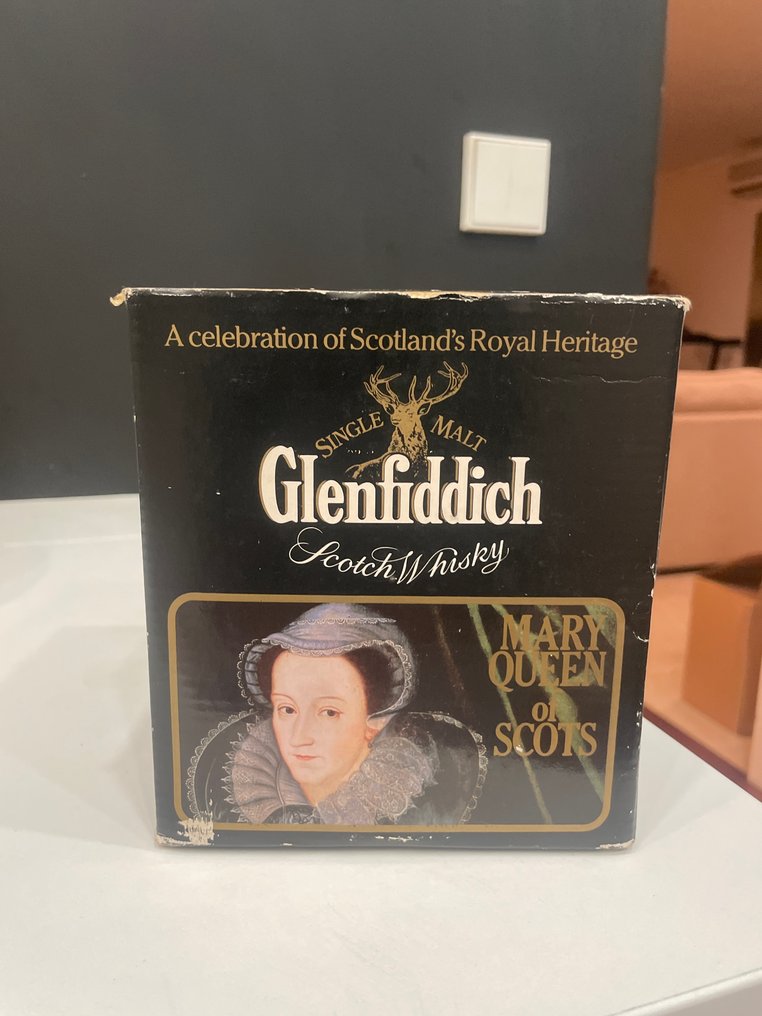 A celebration of Scotland's Royal Heritage
SINGLE MALT
Glenfiddich
Scotch Whisky
MARY
QUEEN
of
SCOTS